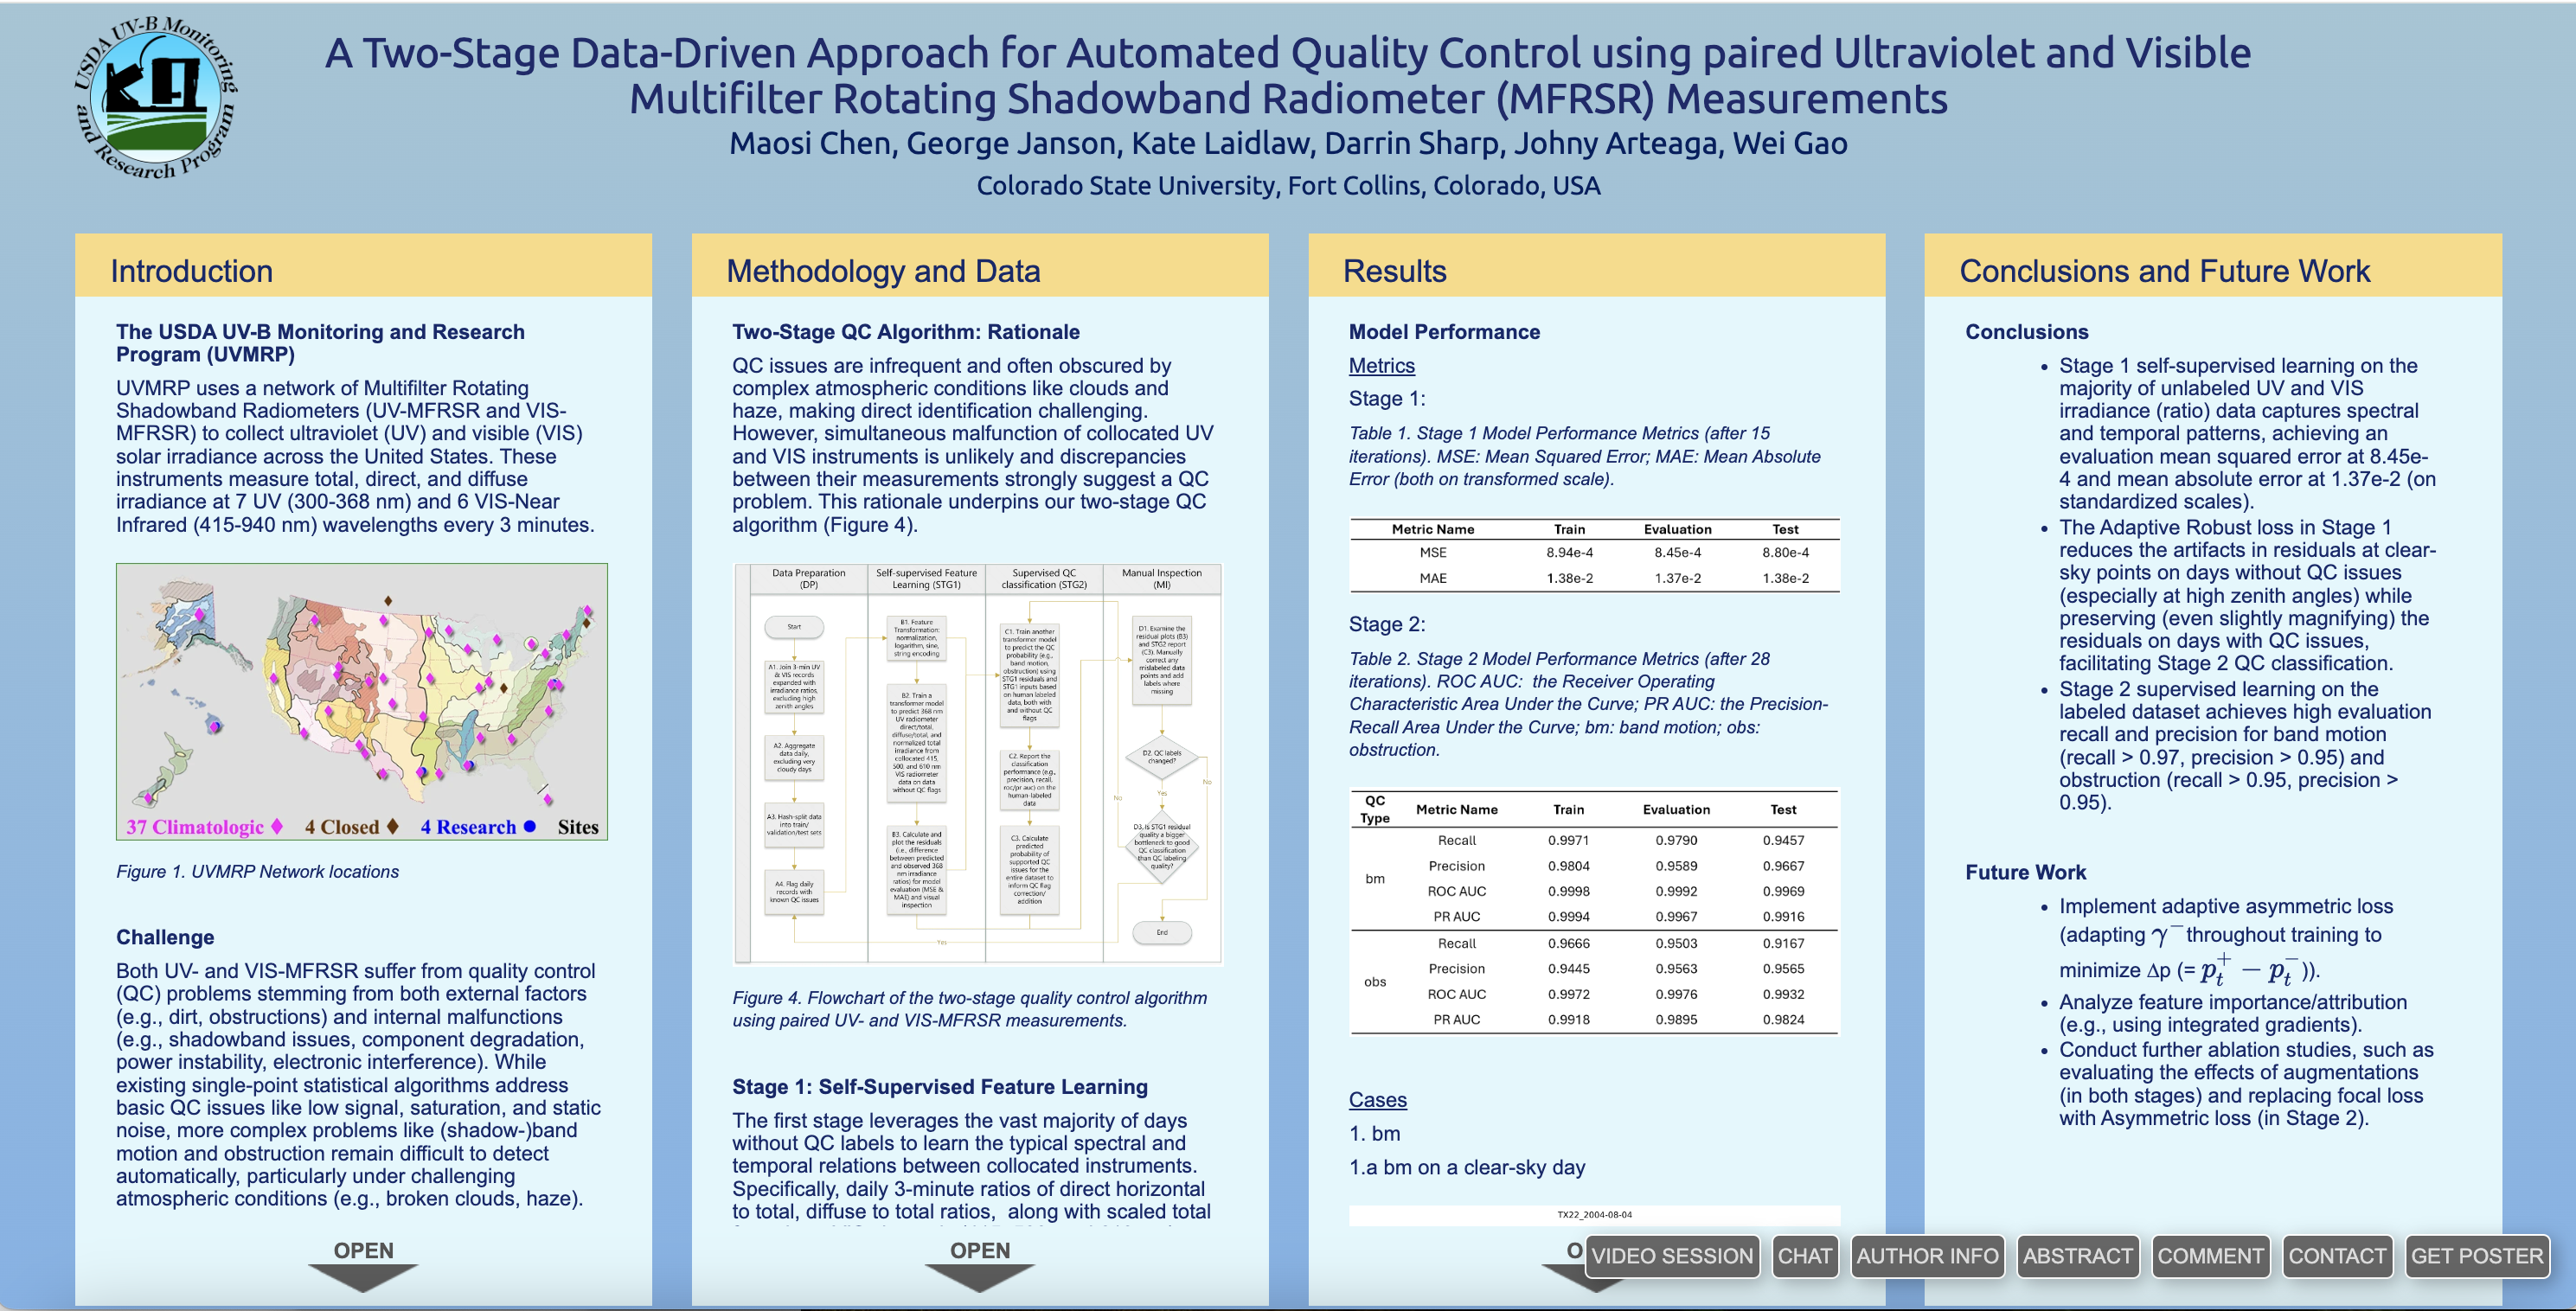 USDA UV-B Monitoring
and Research Program
A Two-Stage Data-Driven Approach for Automated Quality Control using paired Ultraviolet and Visible
Multifilter Rotating Shadowband Radiometer (MFRSR) Measurements
Maosi Chen, George Janson, Kate Laidlaw, Darrin Sharp, Johny Arteaga, Wei Gao
Colorado State University, Fort Collins, Colorado, USA
Introduction
The USDA UV-B Monitoring and Research
Program (UVMRP)
UVMRP uses a network of Multifilter Rotating
Shadowband Radiometers (UV-MFRSR and VIS-
MFRSR) to collect ultraviolet (UV) and visible (VIS)
solar irradiance across the United States. These
instruments measure total, direct, and diffuse
irradiance at 7 UV (300-368 nm) and 6 VIS-Near
Infrared (415-940 nm) wavelengths every 3 minutes.
37 Climatologic 4 Closed 4 Research Sites
Figure 1. UVMRP Network locations
Challenge
Both UV- and VIS-MFRSR suffer from quality control
(QC) problems stemming from both external factors
(e.g., dirt, obstructions) and internal malfunctions
(e.g., shadowband issues, component degradation,
power instability, electronic interference). While
existing single-point statistical algorithms address
basic QC issues like low signal, saturation, and static
noise, more complex problems like (shadow-)band
motion and obstruction remain difficult to detect
automatically, particularly under challenging
atmospheric conditions (e.g., broken clouds, haze).
OPEN
Methodology and Data
Two-Stage QC Algorithm: Rationale
QC issues are infrequent and often obscured by
complex atmospheric conditions like clouds and
haze, making direct identification challenging.
However, simultaneous malfunction of collocated UV
and VIS instruments is unlikely and discrepancies
between their measurements strongly suggest a QC
problem. This rationale underpins our two-stage QC
algorithm (Figure 4).
Data Preparation
(DP)
Start
A1. Join 3-min UV
& VIS records
expanded with
irradiance ratios,
excluding high
zenith angles
A2. Aggregate
data daily,
excluding very
cloudy days
A3. Hash-split data
into train/
validation/test sets
A4. Flag daily
records with
known QC issues
Self-supervised Feature
Learning (STG1)
B1. Feature
Transformation:
normalization,
logarithm, sine,
string encoding
B2. Train a
transformer model
to predict 368 nm
UV radiometer
direct/total,
diffuse/total, and
normalized total
irradiance from
collocated 415,
500, and 610 nm
VIS radiometer
data on data
without QC flags
B3. Calculate and
plot the residuals
(i.e., difference
between predicted
and observed 368
nm irradiance
ratios) for model
evaluation (MSE &
MAE) and visual
inspection
Supervised QC
classification (STG2)
C1. Train another
transformer model
to predict the QC
probability (e.g.,
band motion,
obstruction) using
STG1 residuals and
STG1 inputs based
on human labeled
data, both with
and without QC
flags
C2. Report the
classification
performance (e.g.,
precision, recall,
roc/pr auc) on the
human-labeled
data
C3. Calculate
predicted
probability of
supported QC
issues for the
entire dataset to
inform QC flag
correction/
addition
Manual Inspection
(MI)
D1. Examine the
residual plots (B3)
and STG2 report
(C3). Manually
correct any
mislabeled data
points and add
labels where
missing
D2. QC labels
changed?
No
Yes
No
D3. Is STG1 residual
quality a bigger
bottleneck to good
QC classification
than QC labeling
quality?
End
Yes
Figure 4. Flowchart of the two-stage quality control algorithm
using paired UV- and VIS-MFRSR measurements.
Stage 1: Self-Supervised Feature Learning
The first stage leverages the vast majority of days
without QC labels to learn the typical spectral and
temporal relations between collocated instruments.
Specifically, daily 3-minute ratios of direct horizontal
to total, diffuse to total ratios, along with scaled total
OPEN
Results
Model Performance
Metrics
Stage 1:
Table 1. Stage 1 Model Performance Metrics (after 15
iterations). MSE: Mean Squared Error; MAE: Mean Absolute
Error (both on transformed scale).
Metric Name Train Evaluation Test
MSE 8.94e-4 8.45e-4 8.80e-4
MAE 1.38e-2 1.37e-2 1.38e-2
Stage 2:
Table 2. Stage 2 Model Performance Metrics (after 28
iterations). ROC AUC: the Receiver Operating
Characteristic Area Under the Curve; PR AUC: the Precision-
Recall Area Under the Curve; bm: band motion; obs:
obstruction.
QC Type Metric Name Train Evaluation Test
bm
Recall 0.9971 0.9790 0.9457
Precision 0.9804 0.9589 0.9667
ROC AUC 0.9998 0.9992 0.9969
PR AUC 0.9994 0.9967 0.9916
obs
Recall 0.9666 0.9503 0.9167
Precision 0.9445 0.9563 0.9565
ROC AUC 0.9972 0.9976 0.9932
PR AUC 0.9918 0.9895 0.9824
Cases
1. bm
1.a bm on a clear-sky day
TX22_2004-08-04
O
Conclusions and Future Work
Conclusions
• Stage 1 self-supervised learning on the
majority of unlabeled UV and VIS
irradiance (ratio) data captures spectral
and temporal patterns, achieving an
evaluation mean squared error at 8.45e-
4 and mean absolute error at 1.37e-2 (on
standardized scales).
• The Adaptive Robust loss in Stage 1
reduces the artifacts in residuals at clear-
sky points on days without QC issues
(especially at high zenith angles) while
preserving (even slightly magnifying) the
residuals on days with QC issues,
facilitating Stage 2 QC classification.
• Stage 2 supervised learning on the
labeled dataset achieves high evaluation
recall and precision for band motion
(recall > 0.97, precision > 0.95) and
obstruction (recall > 0.95, precision >
0.95).
Future Work
• Implement adaptive asymmetric loss
(adapting γ⁻ throughout training to
minimize Δp (= p_t^+ − p_t^-)).
• Analyze feature importance/attribution
(e.g., using integrated gradients).
• Conduct further ablation studies, such as
evaluating the effects of augmentations
(in both stages) and replacing focal loss
with Asymmetric loss (in Stage 2).
VIDEO SESSION CHAT AUTHOR INFO ABSTRACT COMMENT CONTACT GET POSTER